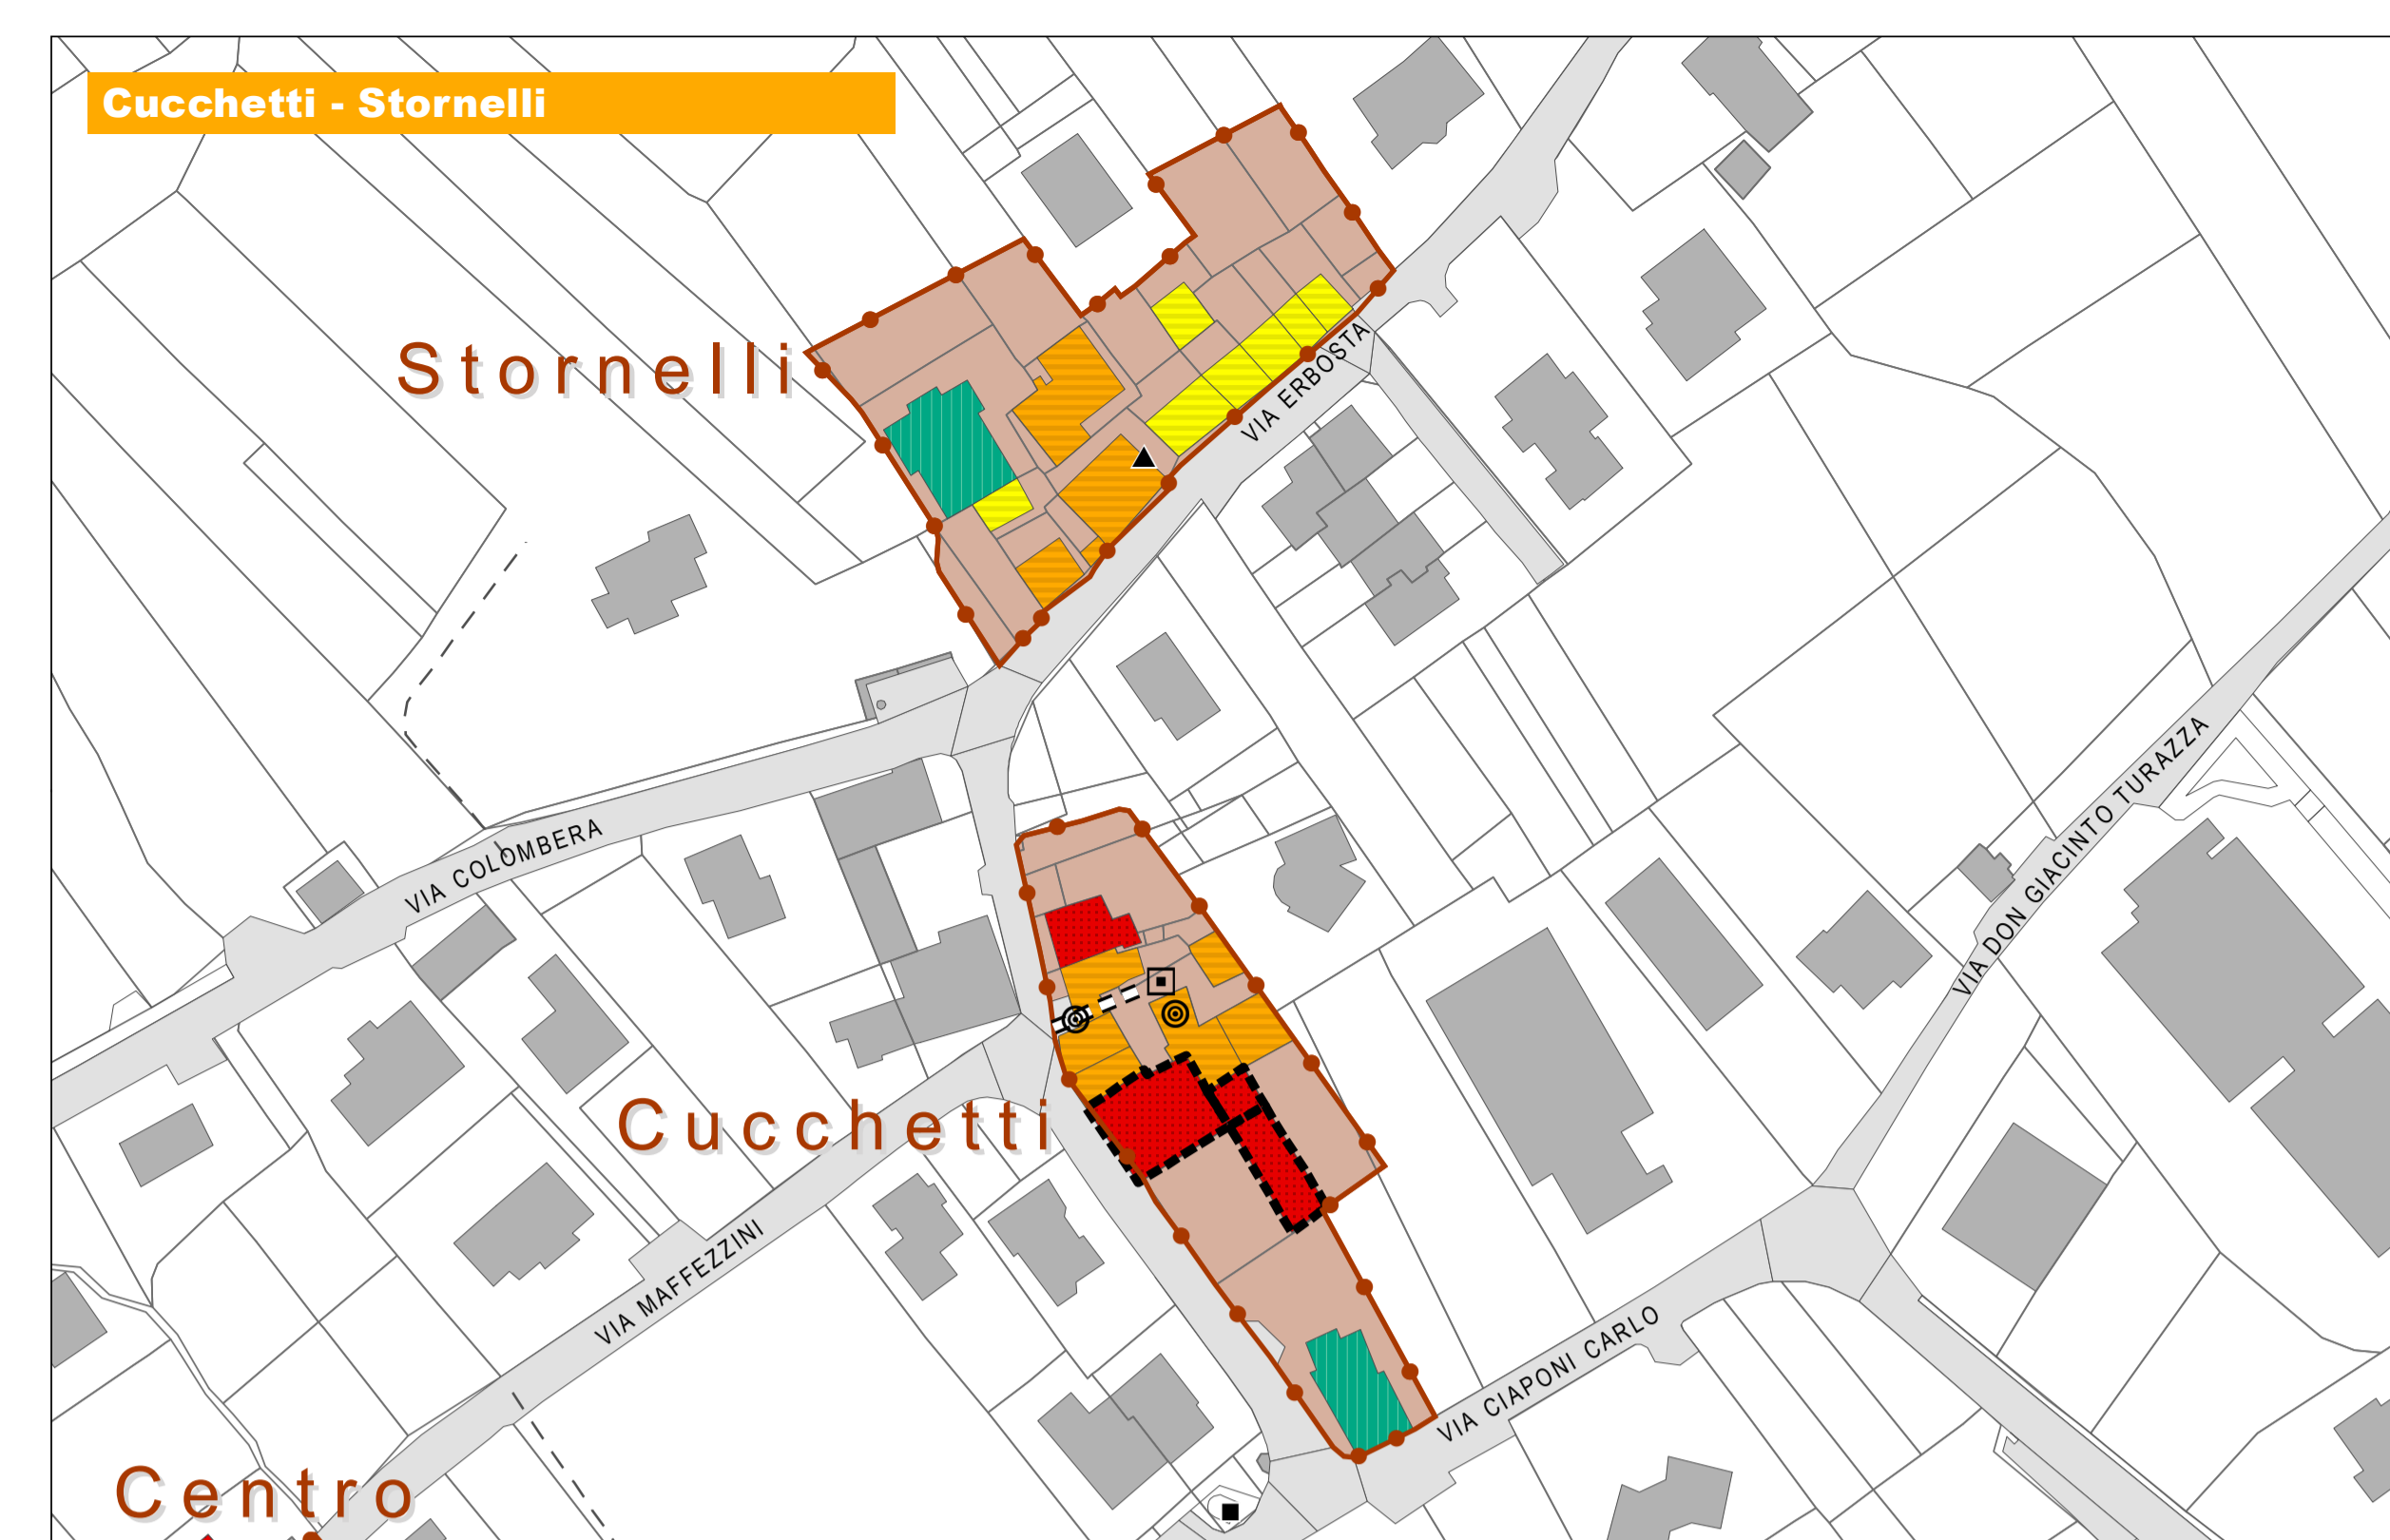 Cucchetti - Stornelli
Stornelli
VIA ERBOSTA
VIA DON GIACINTO TURAZZA
VIA COLOMBERA
Cucchetti
VIA MAFFEZZINI
VIA CIAPONI CARLO
Centro